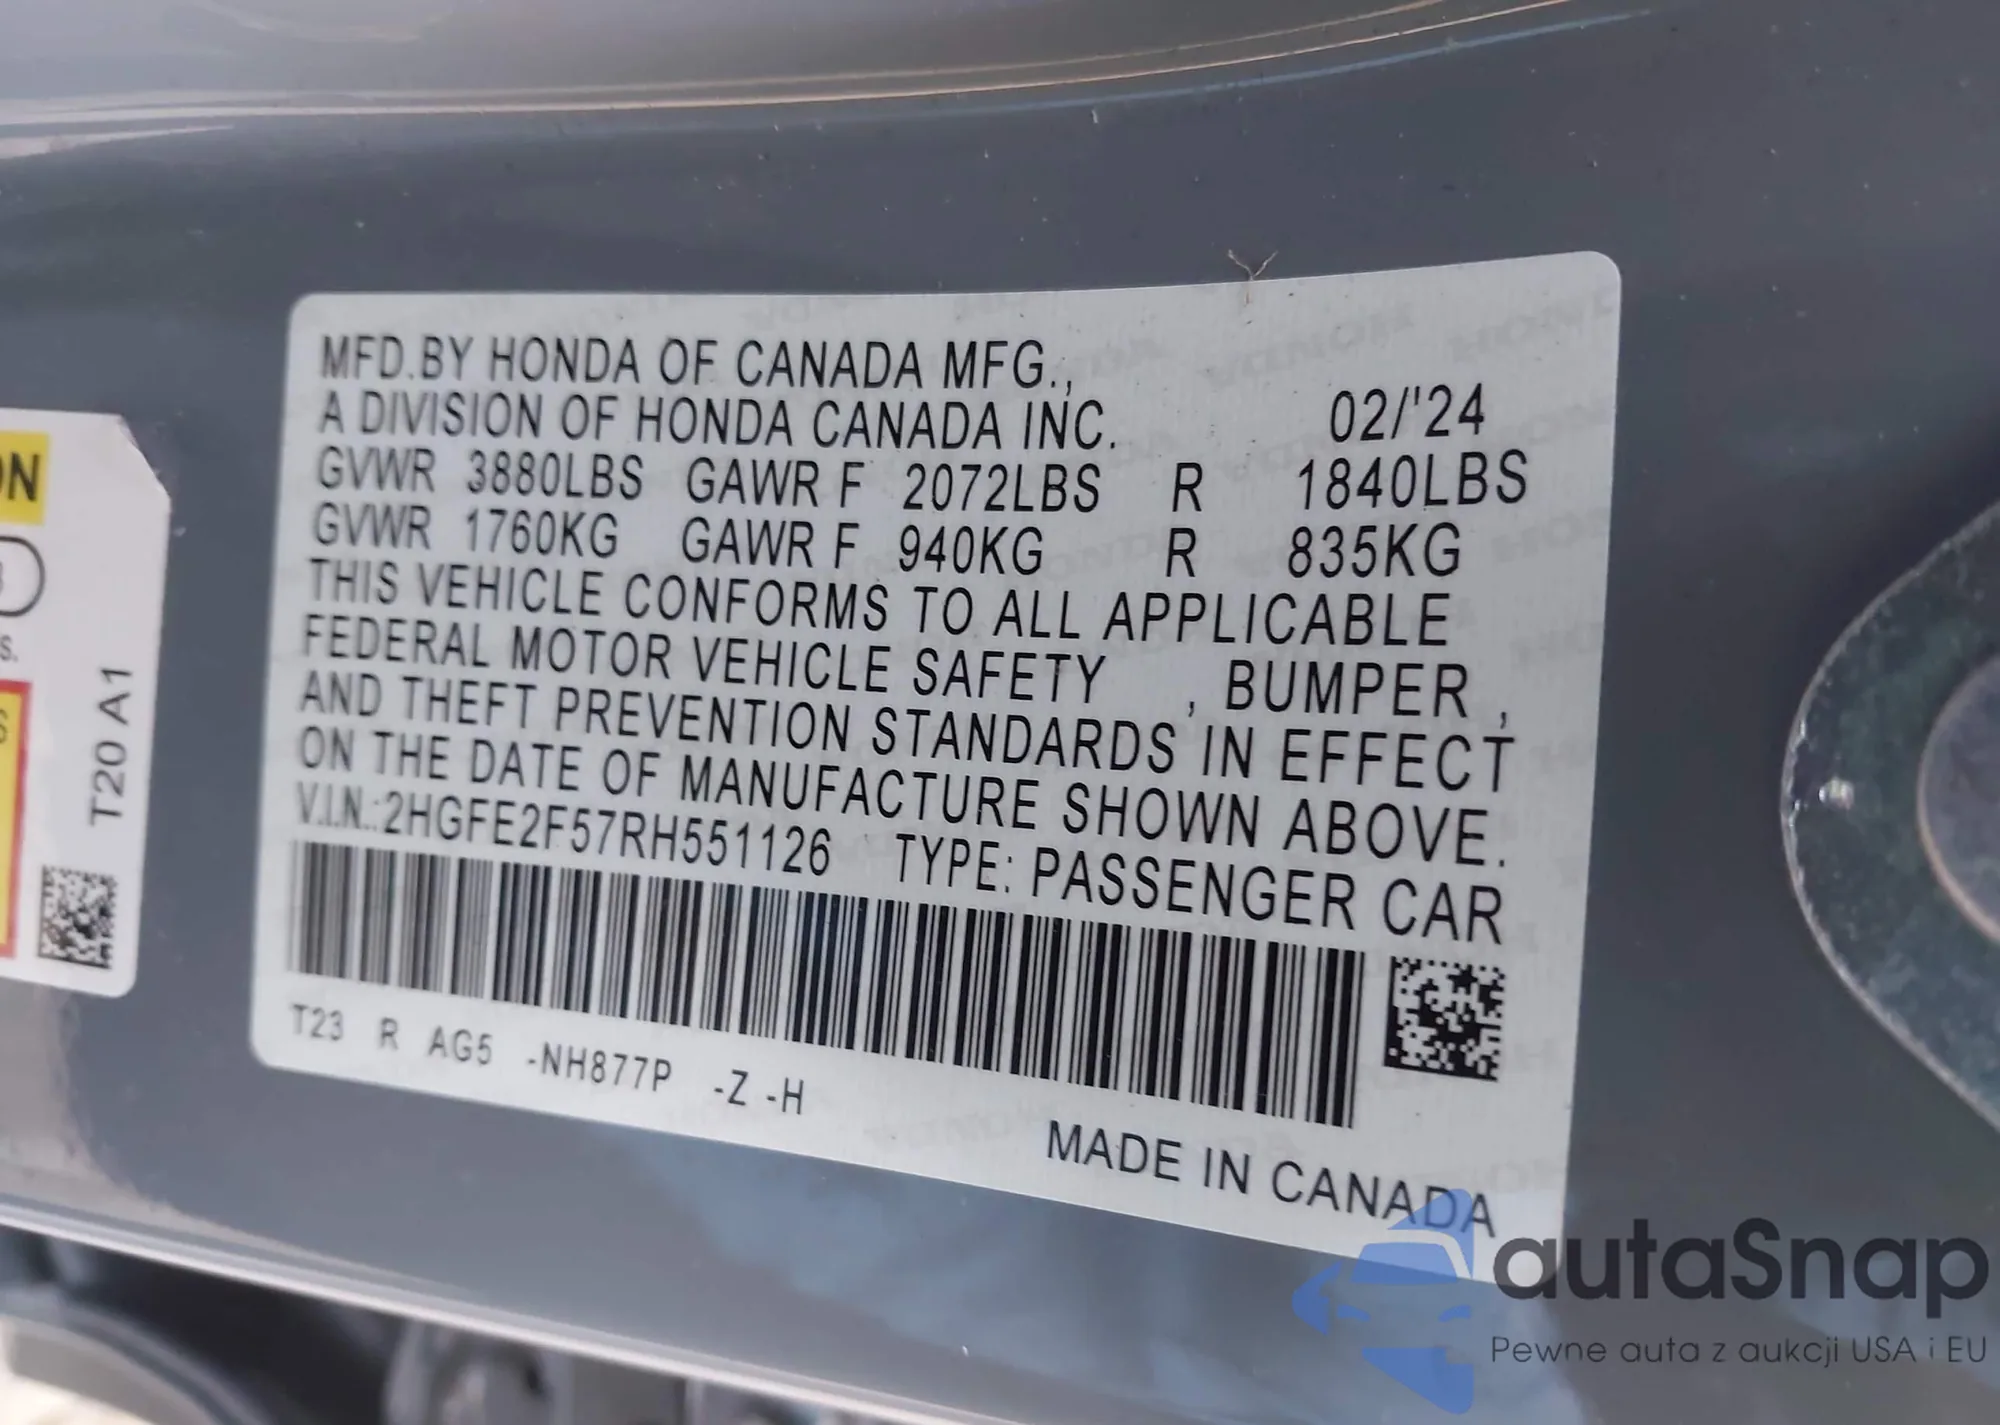 MFD.BY HONDA OF CANADA MFG.,
A DIVISION OF HONDA CANADA INC. 02/'24
GVWR 3880LBS GAWR F 2072LBS R 1840LBS
GVWR 1760KG GAWR F 940KG R 835KG
THIS VEHICLE CONFORMS TO ALL APPLICABLE
FEDERAL MOTOR VEHICLE SAFETY , BUMPER ,
AND THEFT PREVENTION STANDARDS IN EFFECT
ON THE DATE OF MANUFACTURE SHOWN ABOVE.
V.I.N.:2HGFE2F57RH551126 TYPE: PASSENGER CAR
T23 R AG5 -NH877P -Z -H
MADE IN CANADA
T20 A1
autaSnap
Pewne auta z aukcji USA i EU